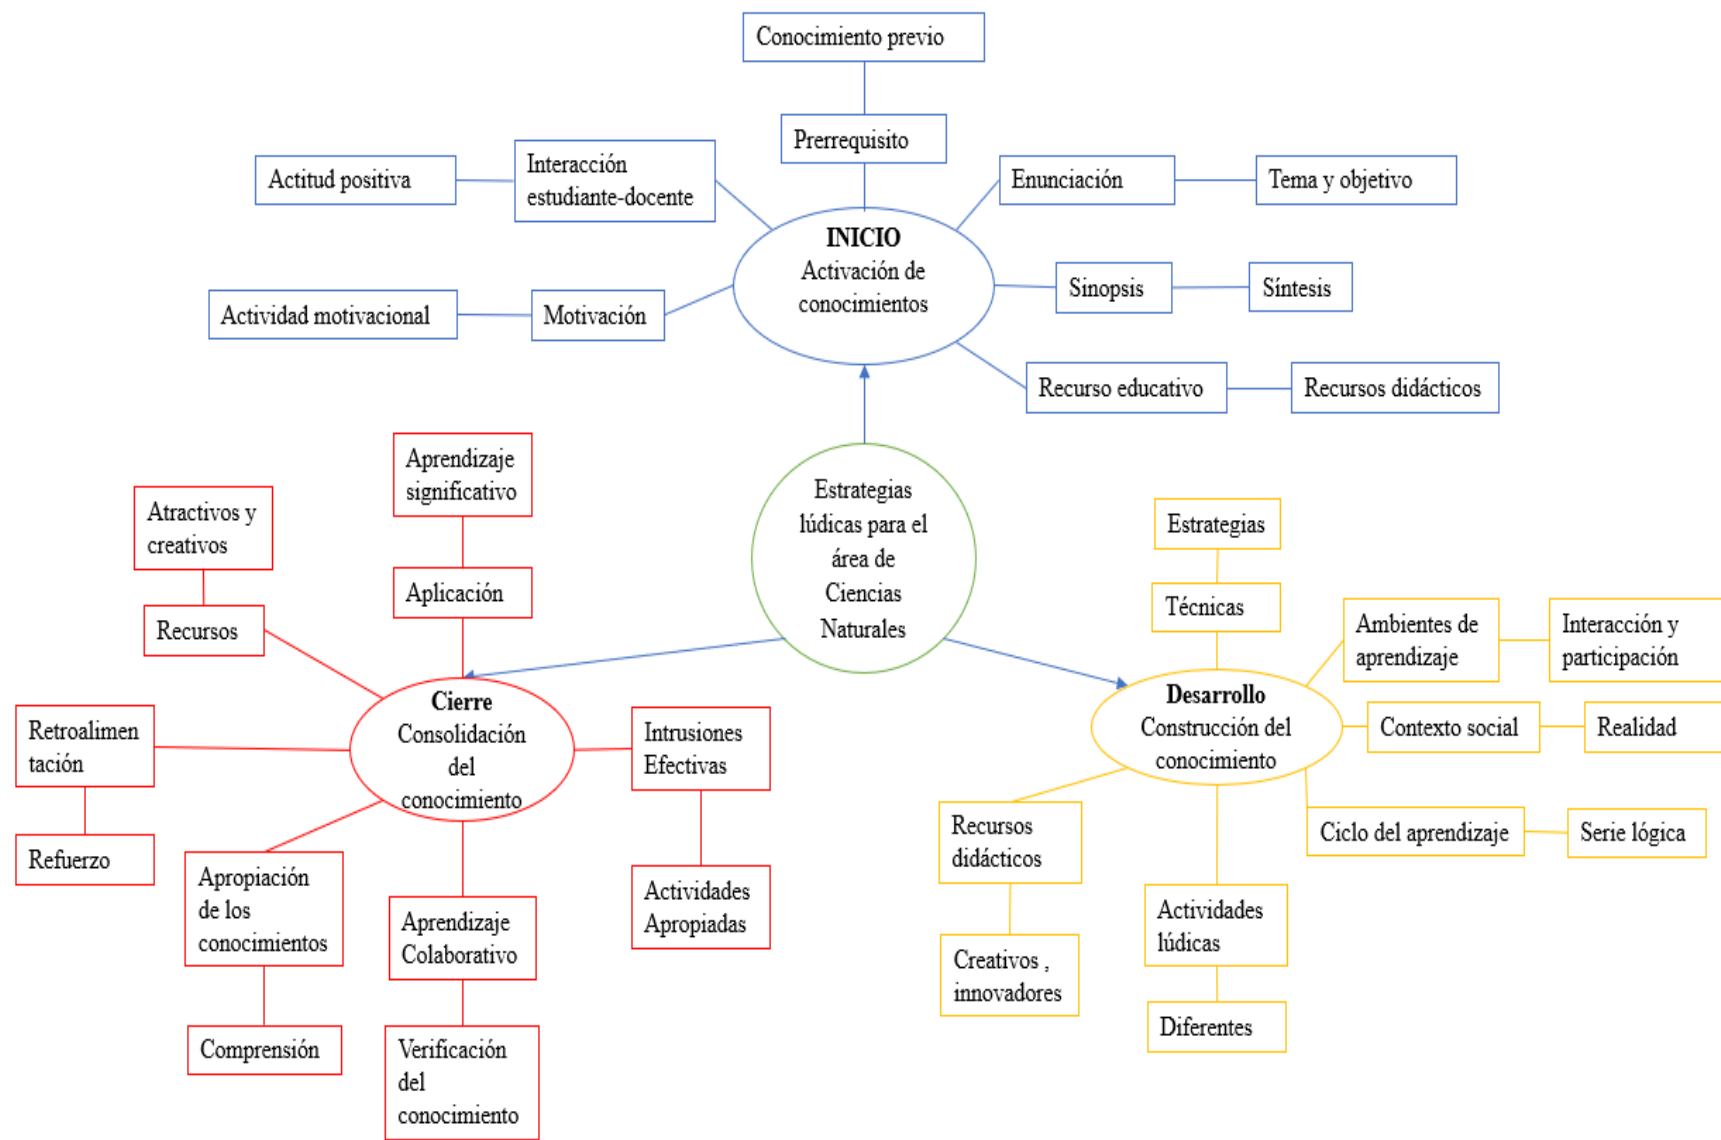 Conocimiento previo
Prerrequisito
Actitud positiva
Interacción
estudiante-docente
Enunciación
Tema y objetivo
INICIO
Activación de
conocimientos
Actividad motivacional
Motivación
Sinopsis
Síntesis
Recurso educativo
Recursos didácticos
Estrategias
lúdicas para el
área de
Ciencias
Naturales
Aprendizaje
significativo
Aplicación
Atractivos y
creativos
Recursos
Cierre
Consolidación
del
conocimiento
Retroalimen
tación
Refuerzo
Apropiación
de los
conocimientos
Comprensión
Aprendizaje
Colaborativo
Verificación
del
conocimiento
Intrusiones
Efectivas
Actividades
Apropiadas
Estrategias
Técnicas
Ambientes de
aprendizaje
Interacción y
participación
Desarrollo
Construcción del
conocimiento
Contexto social
Realidad
Ciclo del aprendizaje
Serie lógica
Recursos
didácticos
Creativos ,
innovadores
Actividades
lúdicas
Diferentes